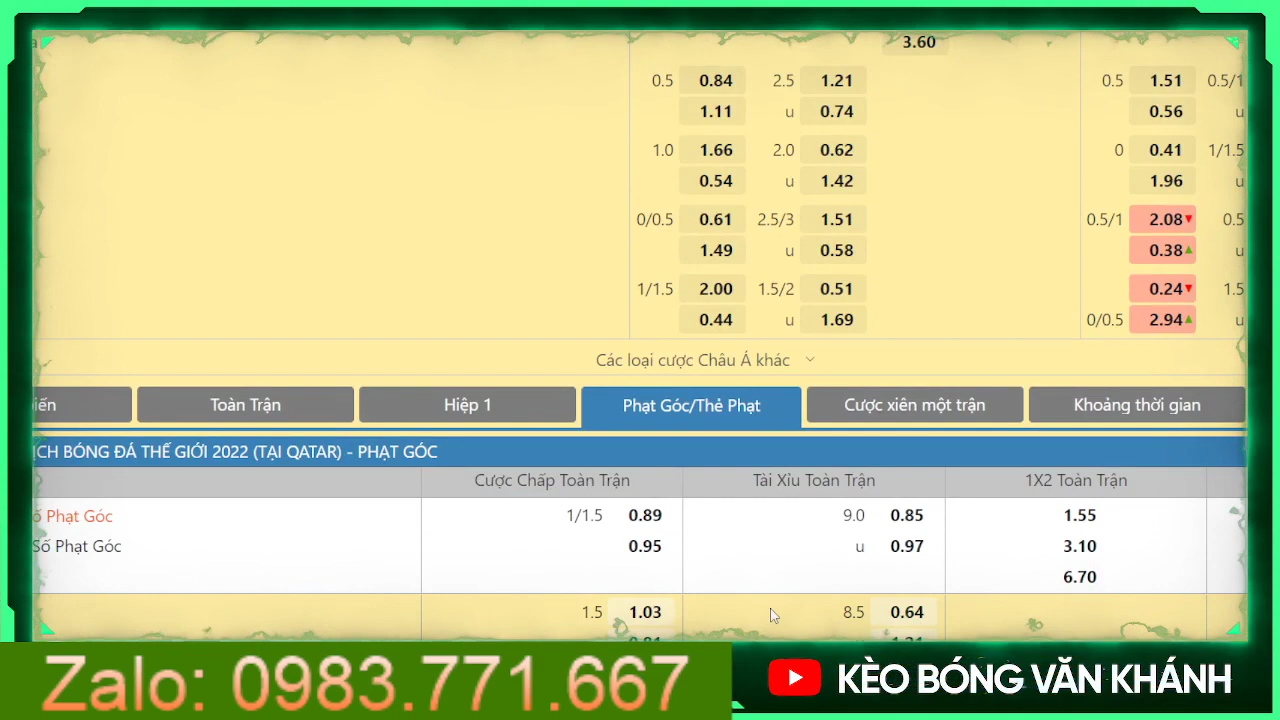 3.60
0.5 0.84 2.5 1.21 0.5 1.51 0.5/1
1.11 u 0.74 0.56 u
1.0 1.66 2.0 0.62 0 0.41 1/1.5
0.54 u 1.42 1.96 u
0/0.5 0.61 2.5/3 1.51 0.5/1 2.08 0.5
1.49 u 0.58 0.38 u
1/1.5 2.00 1.5/2 0.51 0.24 1.5
0.44 u 1.69 0/0.5 2.94 u
Các loại cược Châu Á khác
iến Toàn Trận Hiệp 1 Phạt Góc/Thẻ Phạt Cược xiên một trận Khoảng thời gian
ỊCH BÓNG ĐÁ THẾ GIỚI 2022 (TẠI QATAR) - PHẠT GÓC
Cược Chấp Toàn Trận Tài Xỉu Toàn Trận 1X2 Toàn Trận
ố Phạt Góc 1/1.5 0.89 9.0 0.85 1.55
Số Phạt Góc 0.95 u 0.97 3.10
6.70
1.5 1.03 8.5 0.64
Zalo: 0983.771.667
KÈO BÓNG VĂN KHÁNH